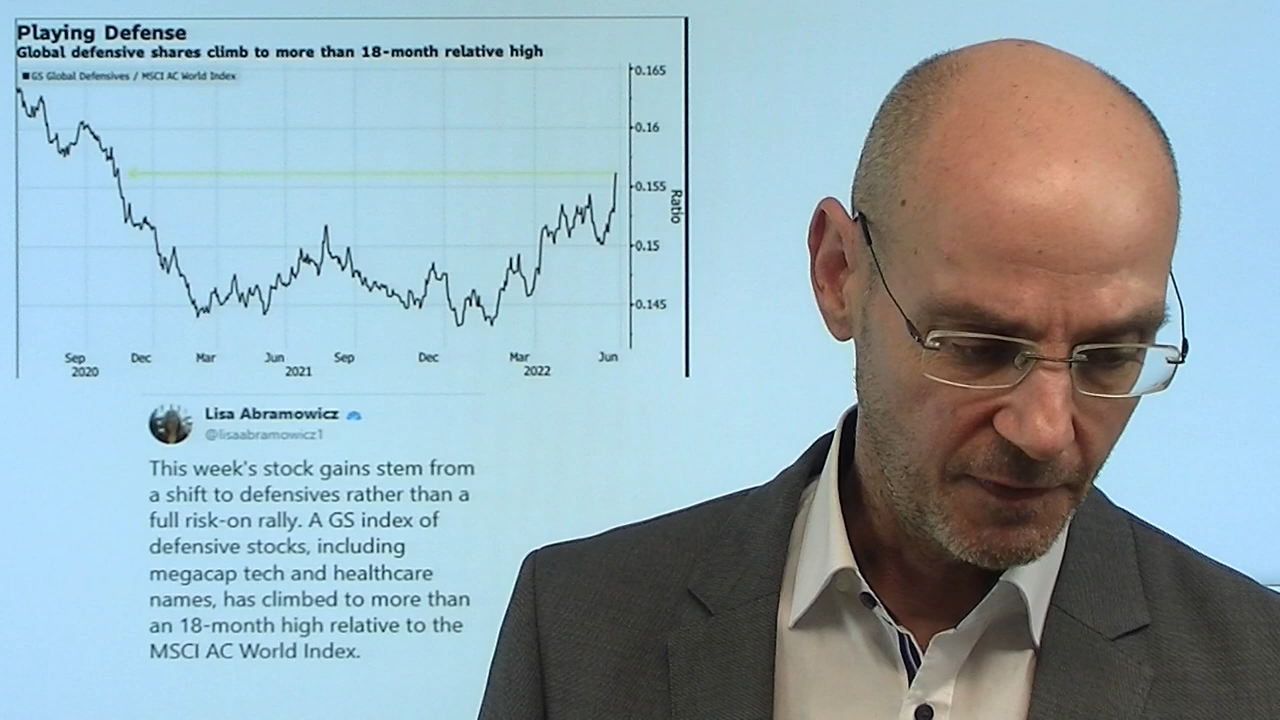 Playing Defense
Global defensive shares climb to more than 18-month relative high
GS Global Defensives / MSCI AC World Index
0.165
0.16
0.155
0.15
0.145
Ratio
Sep Dec Mar Jun Sep Dec Mar Jun
2020 2021 2022
Lisa Abramowicz
@lisaabramowicz1
This week's stock gains stem from
a shift to defensives rather than a
full risk-on rally. A GS index of
defensive stocks, including
megacap tech and healthcare
names, has climbed to more than
an 18-month high relative to the
MSCI AC World Index.